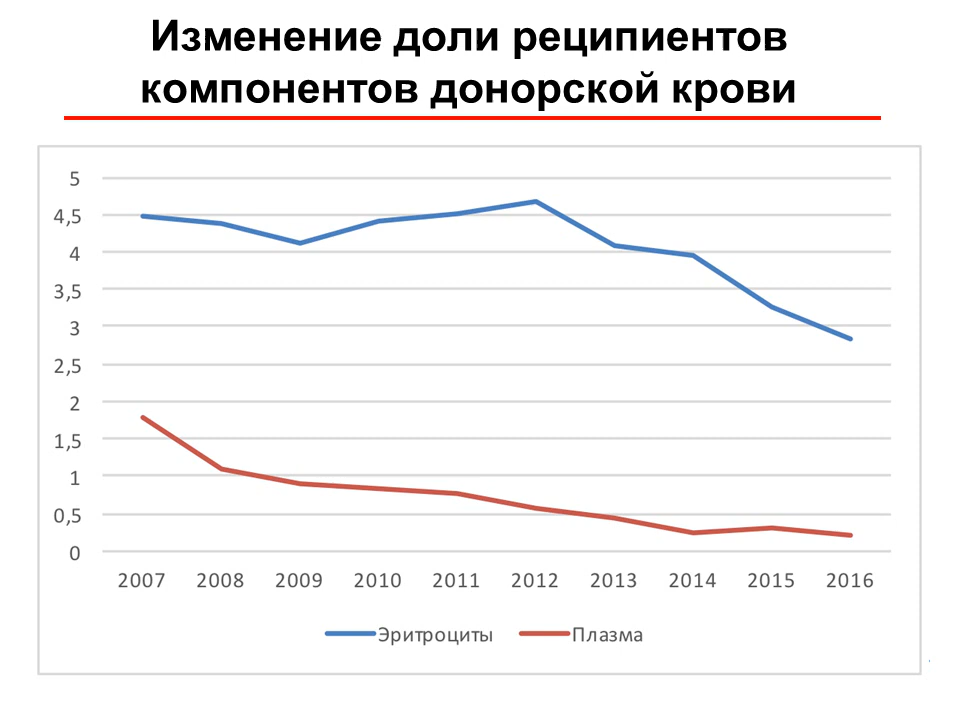 Изменение доли реципиентов
компонентов донорской крови
5
4,5
4
3,5
3
2,5
2
1,5
1
0,5
0
2007 2008 2009 2010 2011 2012 2013 2014 2015 2016
Эритроциты Плазма